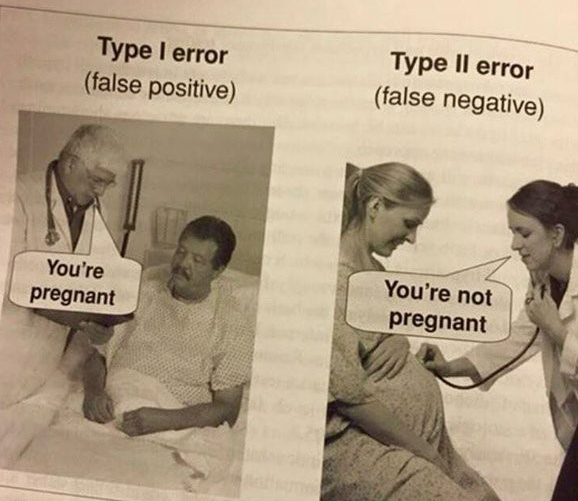 Type I error
(false positive)
Type II error
(false negative)
You're
pregnant
You're not
pregnant